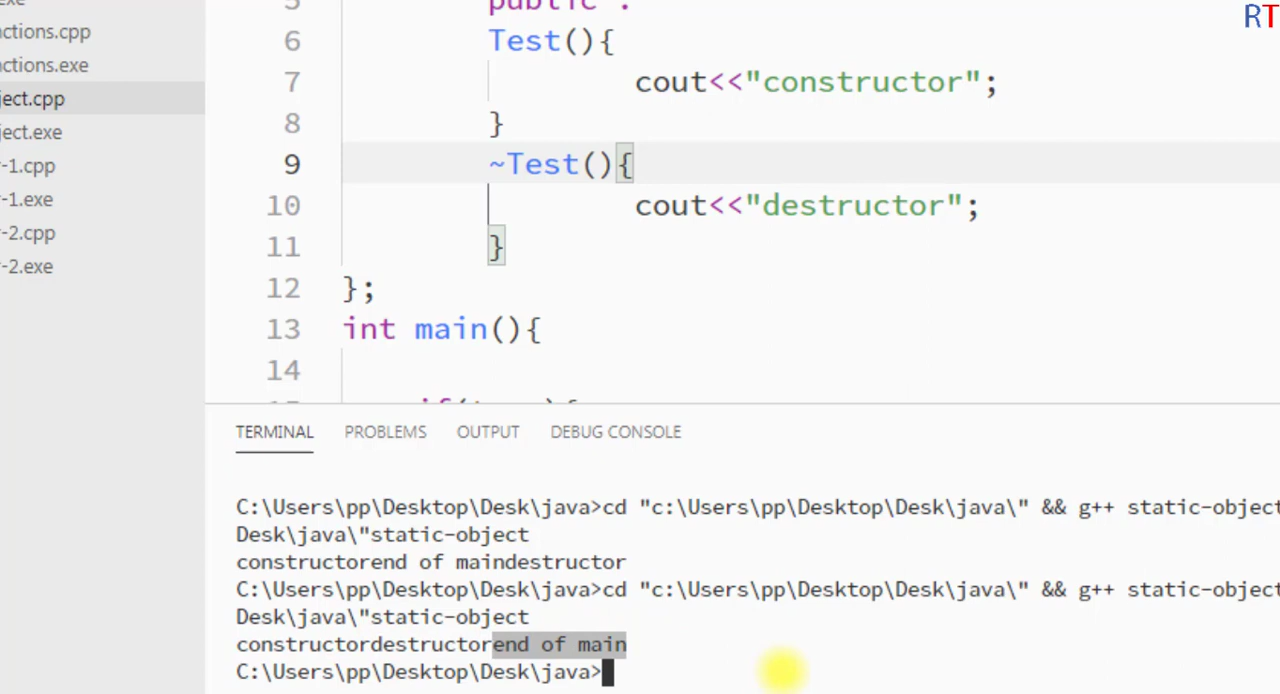 RT
ctions.cpp
ctions.exe
ject.cpp
ject.exe
-1.cpp
-1.exe
-2.cpp
-2.exe
5 public :
6 Test(){
7 cout<<"constructor";
8 }
9 ~Test(){
10 cout<<"destructor";
11 }
12 };
13 int main(){
14
TERMINAL PROBLEMS OUTPUT DEBUG CONSOLE
C:\Users\pp\Desktop\Desk\java>cd "c:\Users\pp\Desktop\Desk\java\" && g++ static-object
Desk\java\"static-object
constructorend of maindestructor
C:\Users\pp\Desktop\Desk\java>cd "c:\Users\pp\Desktop\Desk\java\" && g++ static-object
Desk\java\"static-object
constructordestructorend of main
C:\Users\pp\Desktop\Desk\java>